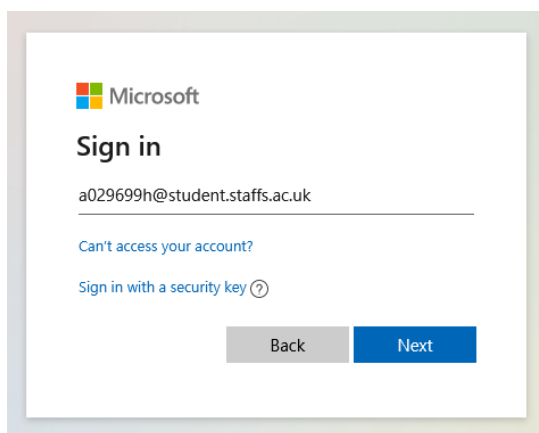 Microsoft
Sign in
a029699h@student.staffs.ac.uk
Can't access your account?
Sign in with a security key ?
Back Next